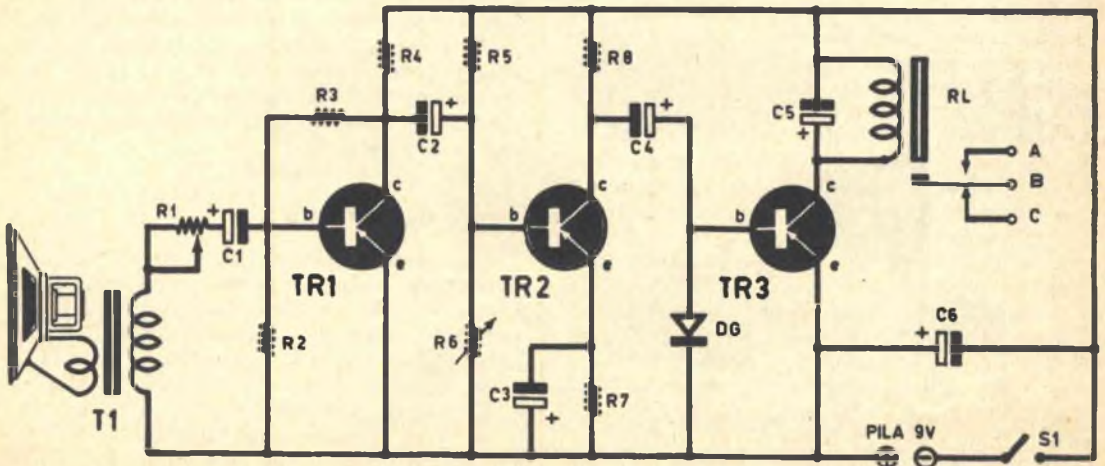 R4
R5
R8
R3
C2
+
C4
+
C5
+
RL
A
B
C
c
c
c
R1
+
C1
b
b
b
e
e
e
TR1
TR2
TR3
R2
R6
DG
C6
+
T1
C3
+
R7
PILA 9V
S1
+
−